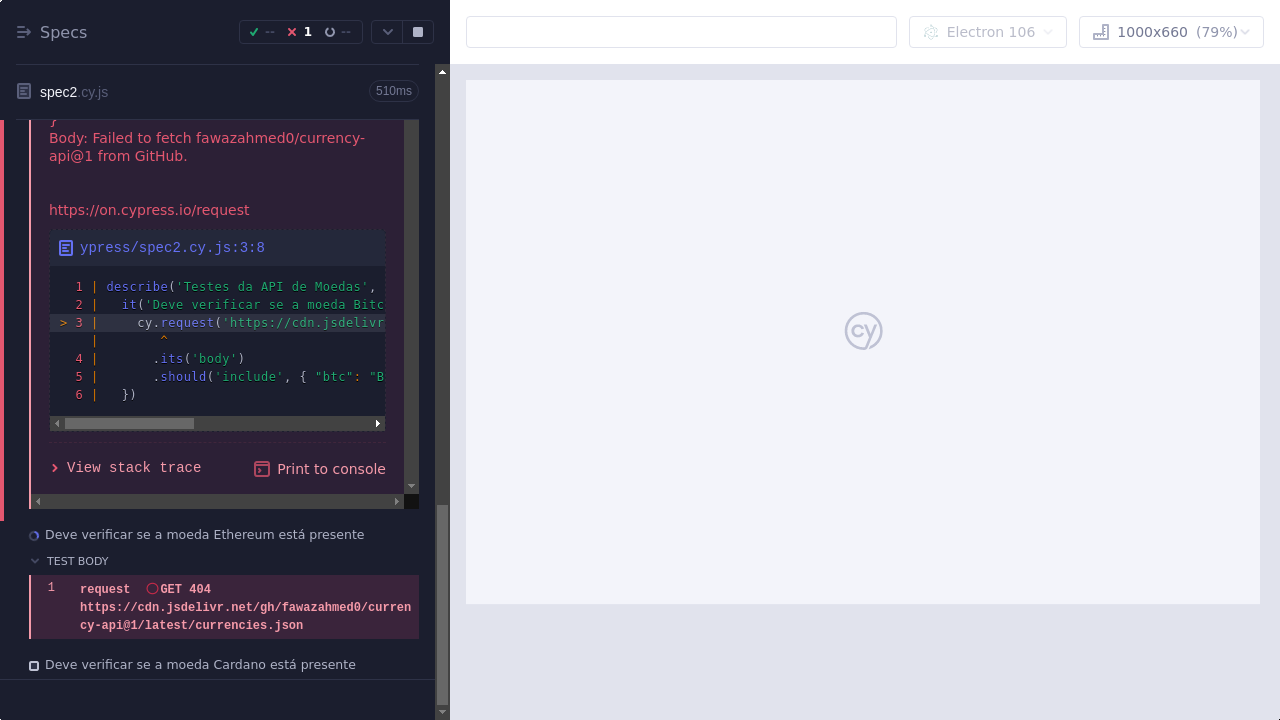 Specs
--
1
--
Electron 106
1000x660 (79%)
spec2.cy.js
510ms
}
Body: Failed to fetch fawazahmed0/currency-
api@1 from GitHub.
https://on.cypress.io/request
ypress/spec2.cy.js:3:8
1 | describe('Testes da API de Moedas',
2 |   it('Deve verificar se a moeda Bitc
> 3 |     cy.request('https://cdn.jsdelivr
|        ^
4 |       .its('body')
5 |       .should('include', { "btc": "B
6 |   })
View stack trace
Print to console
Deve verificar se a moeda Ethereum está presente
TEST BODY
1 request GET 404
https://cdn.jsdelivr.net/gh/fawazahmed0/curren
cy-api@1/latest/currencies.json
Deve verificar se a moeda Cardano está presente
cy